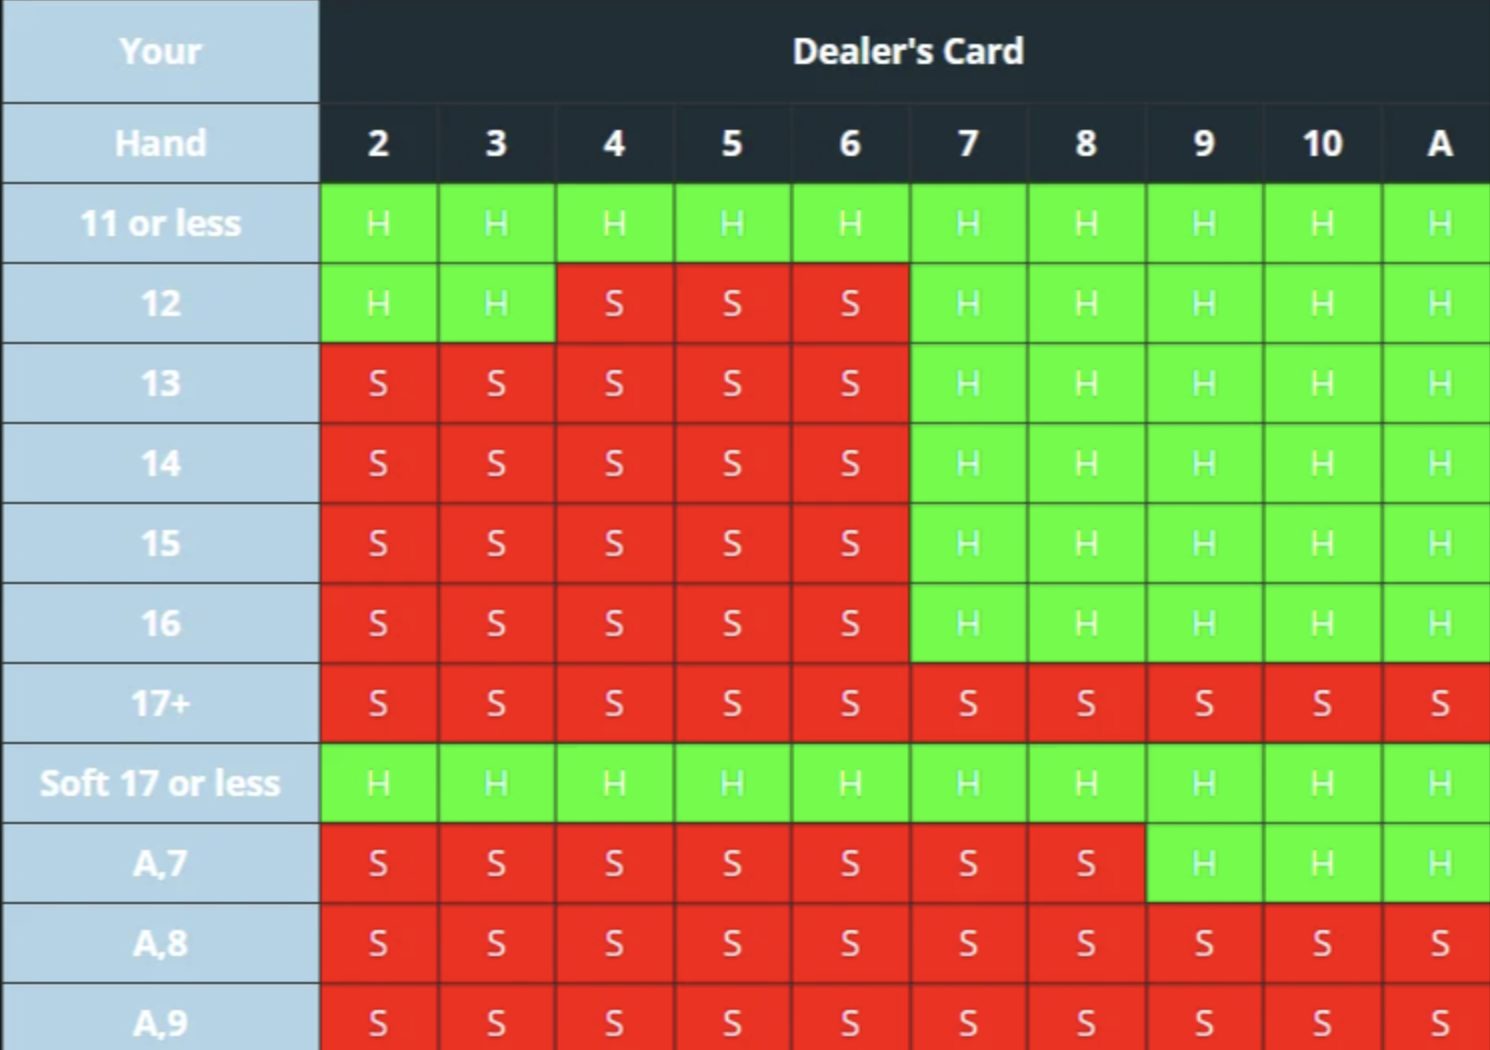 Your Dealer's Card
Hand 2 3 4 5 6 7 8 9 10 A
11 or less H H H H H H H H H H
12 H H S S S H H H H H
13 S S S S S H H H H H
14 S S S S S H H H H H
15 S S S S S H H H H H
16 S S S S S H H H H H
17+ S S S S S S S S S S
Soft 17 or less H H H H H H H H H H
A,7 S S S S S S S H H H
A,8 S S S S S S S S S S
A,9 S S S S S S S S S S